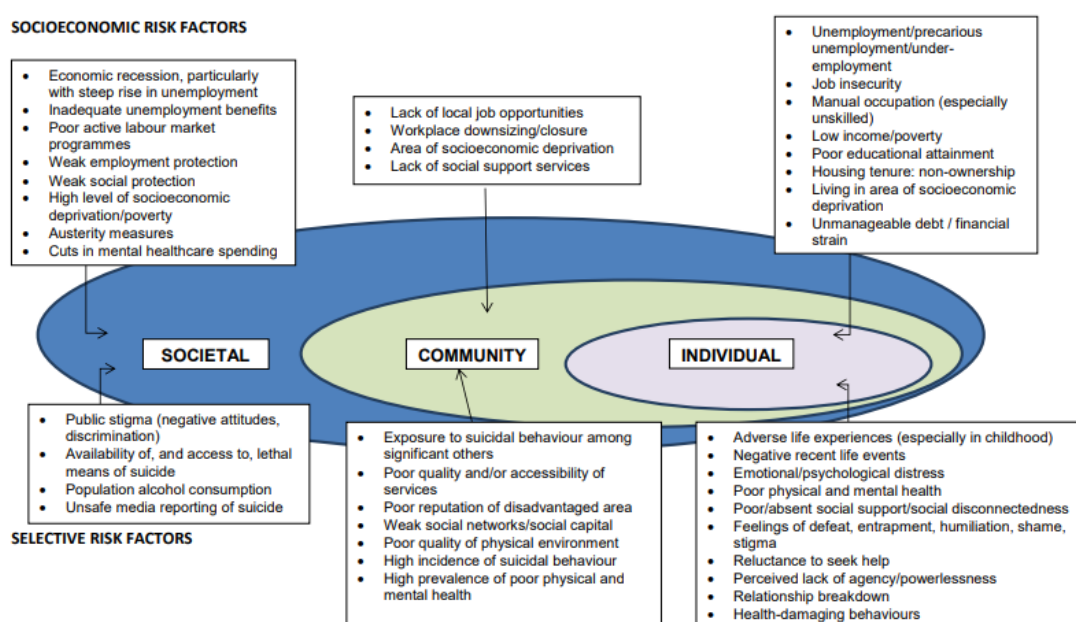 SOCIOECONOMIC RISK FACTORS
• Economic recession, particularly
with steep rise in unemployment
• Inadequate unemployment benefits
• Poor active labour market
programmes
• Weak employment protection
• Weak social protection
• High level of socioeconomic
deprivation/poverty
• Austerity measures
• Cuts in mental healthcare spending
• Lack of local job opportunities
• Workplace downsizing/closure
• Area of socioeconomic deprivation
• Lack of social support services
• Unemployment/precarious
unemployment/under-
employment
• Job insecurity
• Manual occupation (especially
unskilled)
• Low income/poverty
• Poor educational attainment
• Housing tenure: non-ownership
• Living in area of socioeconomic
deprivation
• Unmanageable debt / financial
strain
SOCIETAL
COMMUNITY
INDIVIDUAL
• Public stigma (negative attitudes,
discrimination)
• Availability of, and access to, lethal
means of suicide
• Population alcohol consumption
• Unsafe media reporting of suicide
SELECTIVE RISK FACTORS
• Exposure to suicidal behaviour among
significant others
• Poor quality and/or accessibility of
services
• Poor reputation of disadvantaged area
• Weak social networks/social capital
• Poor quality of physical environment
• High incidence of suicidal behaviour
• High prevalence of poor physical and
mental health
• Adverse life experiences (especially in childhood)
• Negative recent life events
• Emotional/psychological distress
• Poor physical and mental health
• Poor/absent social support/social disconnectedness
• Feelings of defeat, entrapment, humiliation, shame,
stigma
• Reluctance to seek help
• Perceived lack of agency/powerlessness
• Relationship breakdown
• Health-damaging behaviours